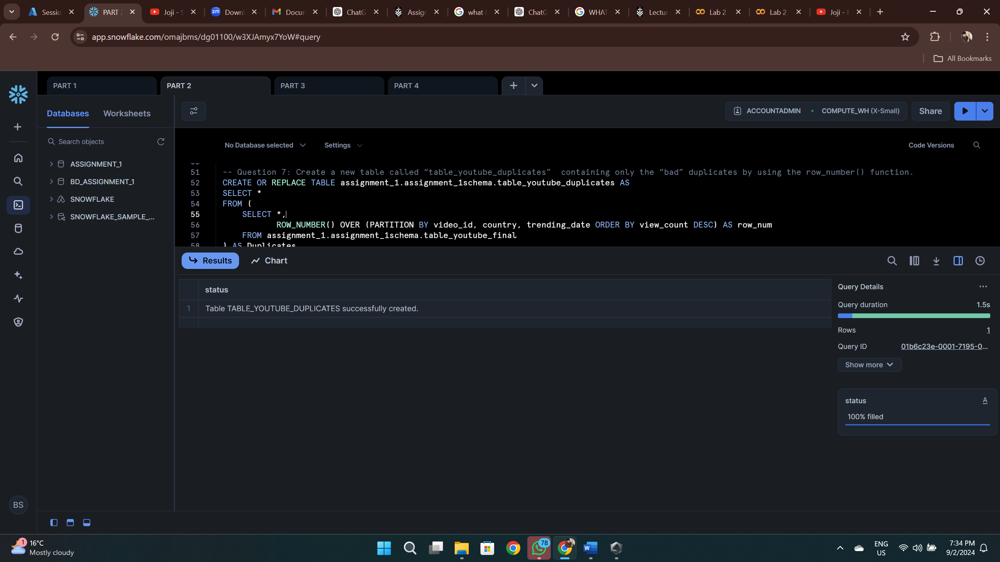 Sessio
PART 2
Joji - S
Downl
Docum
ChatG
Assigr
what i
ChatG
WHAT
Lectur
Lab 2
Lab 2
Joji - F
app.snowflake.com/omajbms/dg01100/w3XJAmyx7YoW#query
All Bookmarks
PART 1
PART 2
PART 3
PART 4
Databases
Worksheets
ACCOUNTADMIN
COMPUTE_WH (X-Small)
Share
Search objects
No Database selected
Settings
Code Versions
ASSIGNMENT_1
BD_ASSIGNMENT_1
SNOWFLAKE
SNOWFLAKE_SAMPLE_...
51 -- Question 7: Create a new table called “table_youtube_duplicates”  containing only the “bad” duplicates by using the row_number() function.
52 CREATE OR REPLACE TABLE assignment_1.assignment_1schema.table_youtube_duplicates AS
53 SELECT *
54 FROM (
55 SELECT *,
56 ROW_NUMBER() OVER (PARTITION BY video_id, country, trending_date ORDER BY view_count DESC) AS row_num
57 FROM assignment_1.assignment_1schema.table_youtube_final
58 ) AS Duplicates
Results
Chart
status
1 Table TABLE_YOUTUBE_DUPLICATES successfully created.
Query Details
Query duration 1.5s
Rows 1
Query ID 01b6c23e-0001-7195-0...
Show more
status A
100% filled
BS
1
16°C
Mostly cloudy
zm
78
W
ENG
US
7:34 PM
9/2/2024